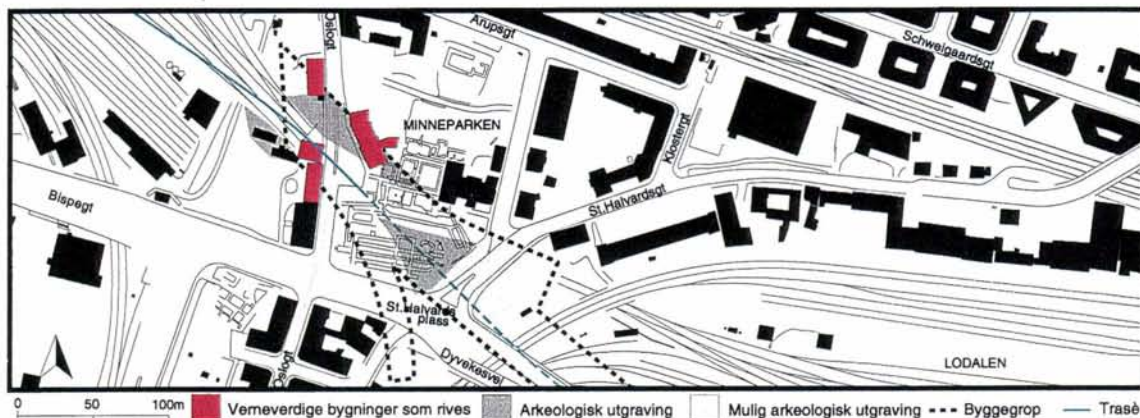 Oslogt
Arupsgt
Schweigaardsgt
MINNEPARKEN
Klostergt
St.Halvardsgt
Bispegt
St.Halvards
plass
Dyvekesvei
Oslogt
LODALEN
0 50 100m Verneverdige bygninger som rives Arkeologisk utgraving Mulig arkeologisk utgraving Byggegrop